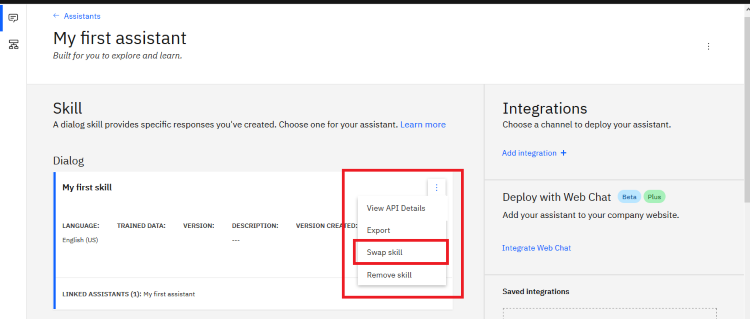 ← Assistants
My first assistant
Built for you to explore and learn.
Skill
A dialog skill provides specific responses you've created. Choose one for your assistant. Learn more
Dialog
My first skill
View API Details
Export
Swap skill
Remove skill
LANGUAGE: TRAINED DATA: VERSION: DESCRIPTION: VERSION CREATED:
English (US) ---
LINKED ASSISTANTS (1): My first assistant
Integrations
Choose a channel to deploy your assistant.
Add integration +
Deploy with Web Chat Beta Plus
Add your assistant to your company website.
Integrate Web Chat
Saved integrations